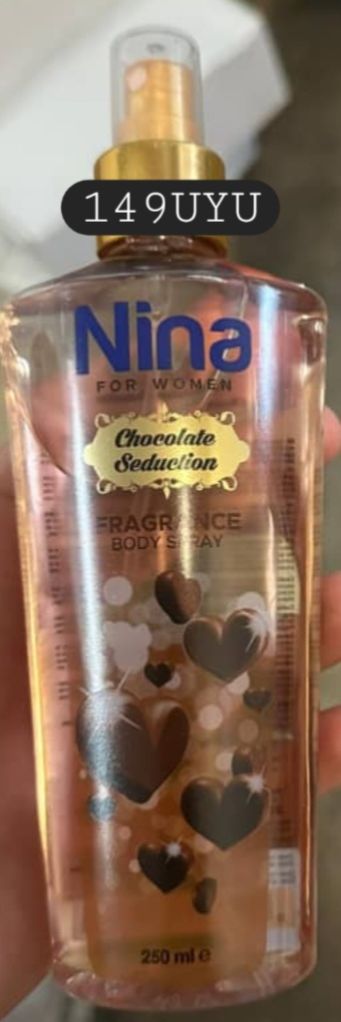 149UYU
Nina
FOR WOMEN
Chocolate
Seduction
FRAGRANCE
BODY SPRAY
250 ml e